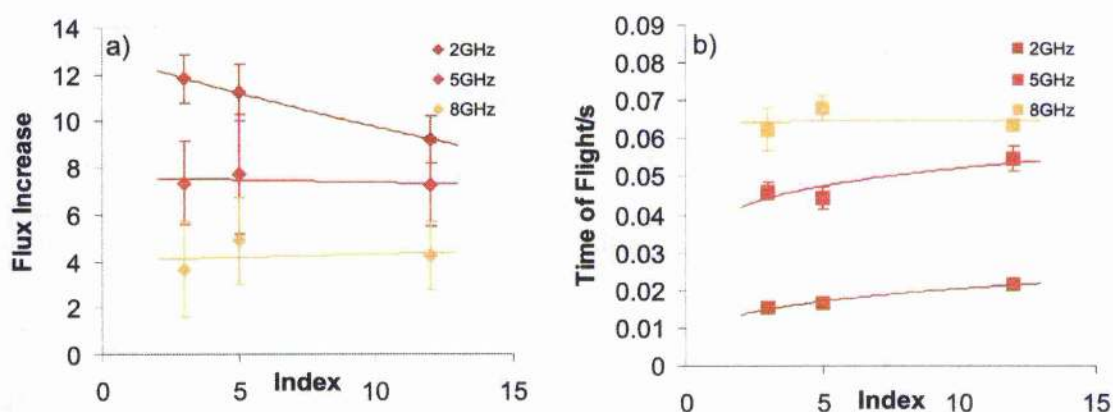 a)
Flux Increase
14
12
10
8
6
4
2
0
0
5
10
15
Index
2GHz
5GHz
8GHz
b)
Time of Flight/s
0.09
0.08
0.07
0.06
0.05
0.04
0.03
0.02
0.01
0
0
5
10
15
Index
2GHz
5GHz
8GHz